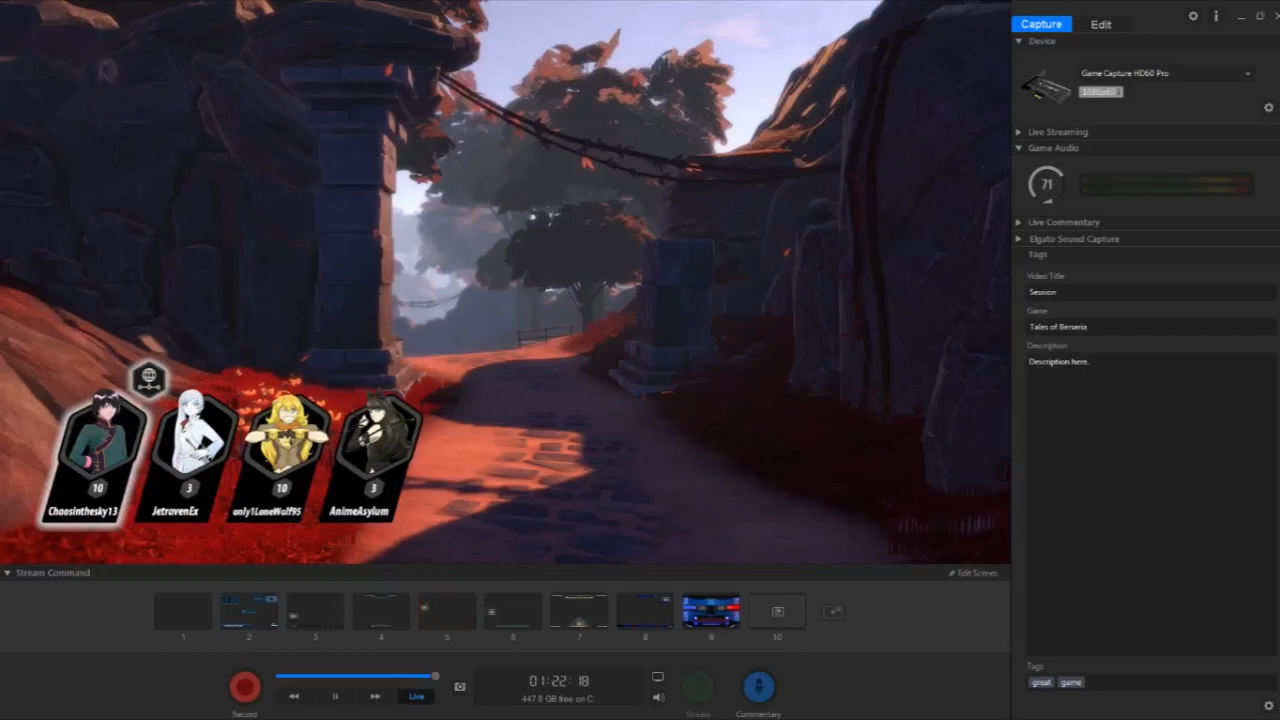 Capture
Edit
Device
Game Capture HD60 Pro
1080p60
Live Streaming
Game Audio
71
Live Commentary
Elgato Sound Capture
Tags
Video Title
Session
Game
Tales of Berseria
Description
Description here.
10
3
10
3
Chaosinthesky13
JetravenEx
only1LoneWolf95
AnimeAsylum
Stream Command
Edit Scenes
1
2
3
4
5
6
7
8
9
10
01:22:18
447.8 GB free on C:
Live
Record
Stream
Commentary
Tags
great
game